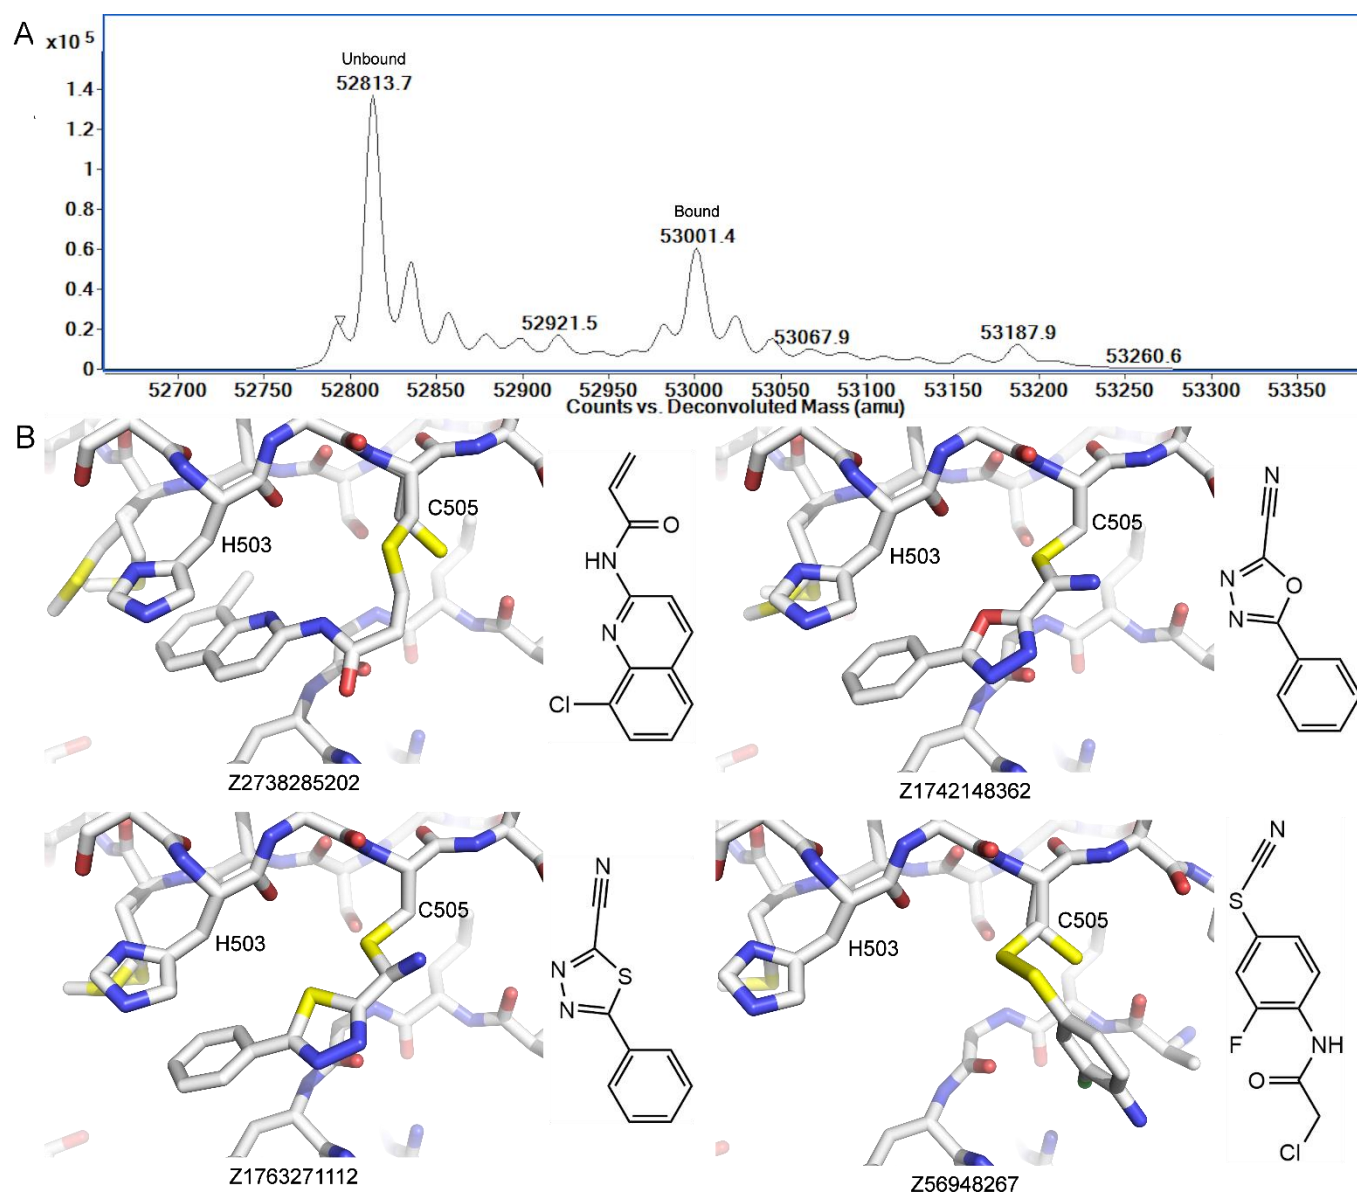 A
x10 5
Unbound
52813.7
Bound
53001.4
52921.5
53067.9
53187.9
53260.6
1.4
1.2
1
0.8
0.6
0.4
0.2
0
52700 52750 52800 52850 52900 52950 53000 53050 53100 53150 53200 53250 53300 53350
Counts vs. Deconvoluted Mass (amu)
B
H503
C505
O
HN
N
Cl
Z2738285202
H503
C505
N
N
N
O
Z1742148362
H503
C505
N
N
N
S
Z1763271112
H503
C505
N
S
F
NH
O
Cl
Z56948267